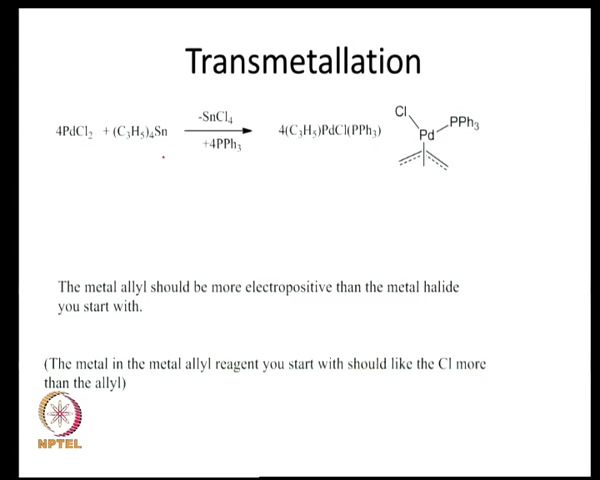 Transmetallation
4PdCl₂ + (C₃H₅)₄Sn
-SnCl₄
+4PPh₃
4(C₃H₅)PdCl(PPh₃)
Cl
PPh₃
Pd
The metal allyl should be more electropositive than the metal halide
you start with.
(The metal in the metal allyl reagent you start with should like the Cl more
than the allyl)
NPTEL